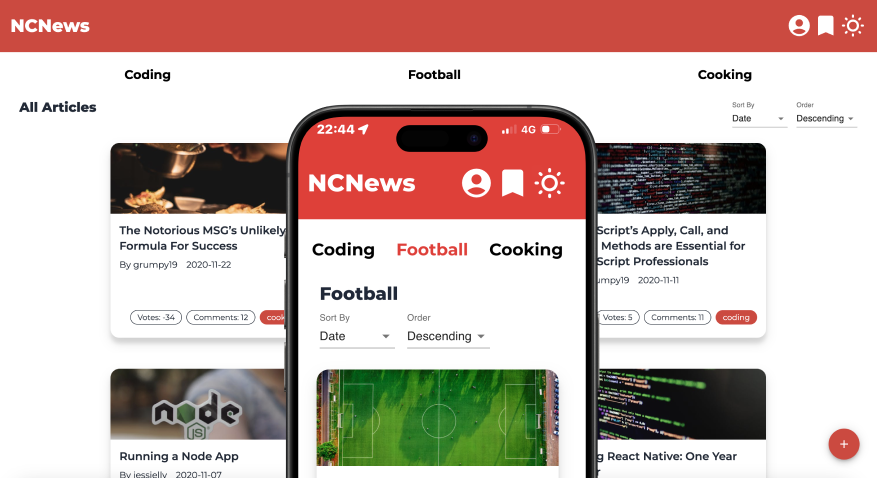 NCNews
Coding
Football
Cooking
All Articles
Sort By
Order
Date
Descending
The Notorious MSG’s Unlikely
Formula For Success
By grumpy19 2020-11-22
Votes: -34
Comments: 12
Script’s Apply, Call, and
Methods are Essential for
Script Professionals
umpy19 2020-11-11
Votes: 5
Comments: 11
coding
22:44
4G
NCNews
Coding
Football
Cooking
Football
Sort By
Order
Date
Descending
node
JS
Running a Node App
By jessjelly 2020-11-07
React Native: One Year
+